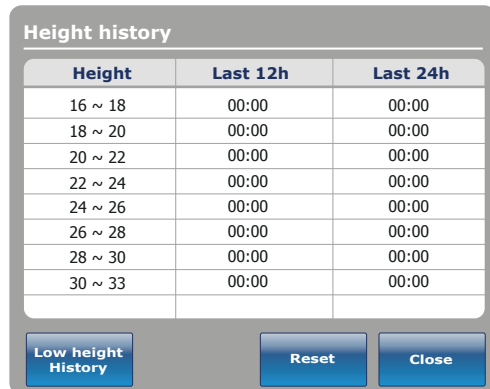 Height history
Height Last 12h Last 24h
16 ~ 18 00:00 00:00
18 ~ 20 00:00 00:00
20 ~ 22 00:00 00:00
22 ~ 24 00:00 00:00
24 ~ 26 00:00 00:00
26 ~ 28 00:00 00:00
28 ~ 30 00:00 00:00
30 ~ 33 00:00 00:00
Low height
History
Reset
Close